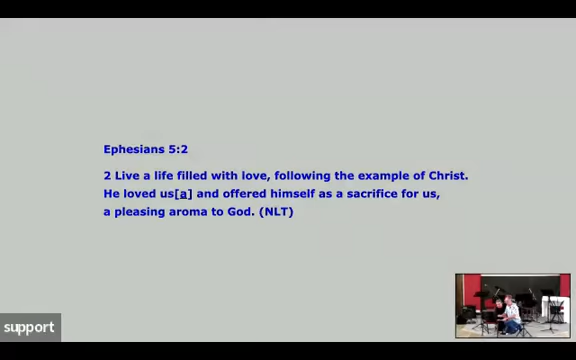 Ephesians 5:2
2 Live a life filled with love, following the example of Christ.
He loved us[a] and offered himself as a sacrifice for us,
a pleasing aroma to God. (NLT)
support